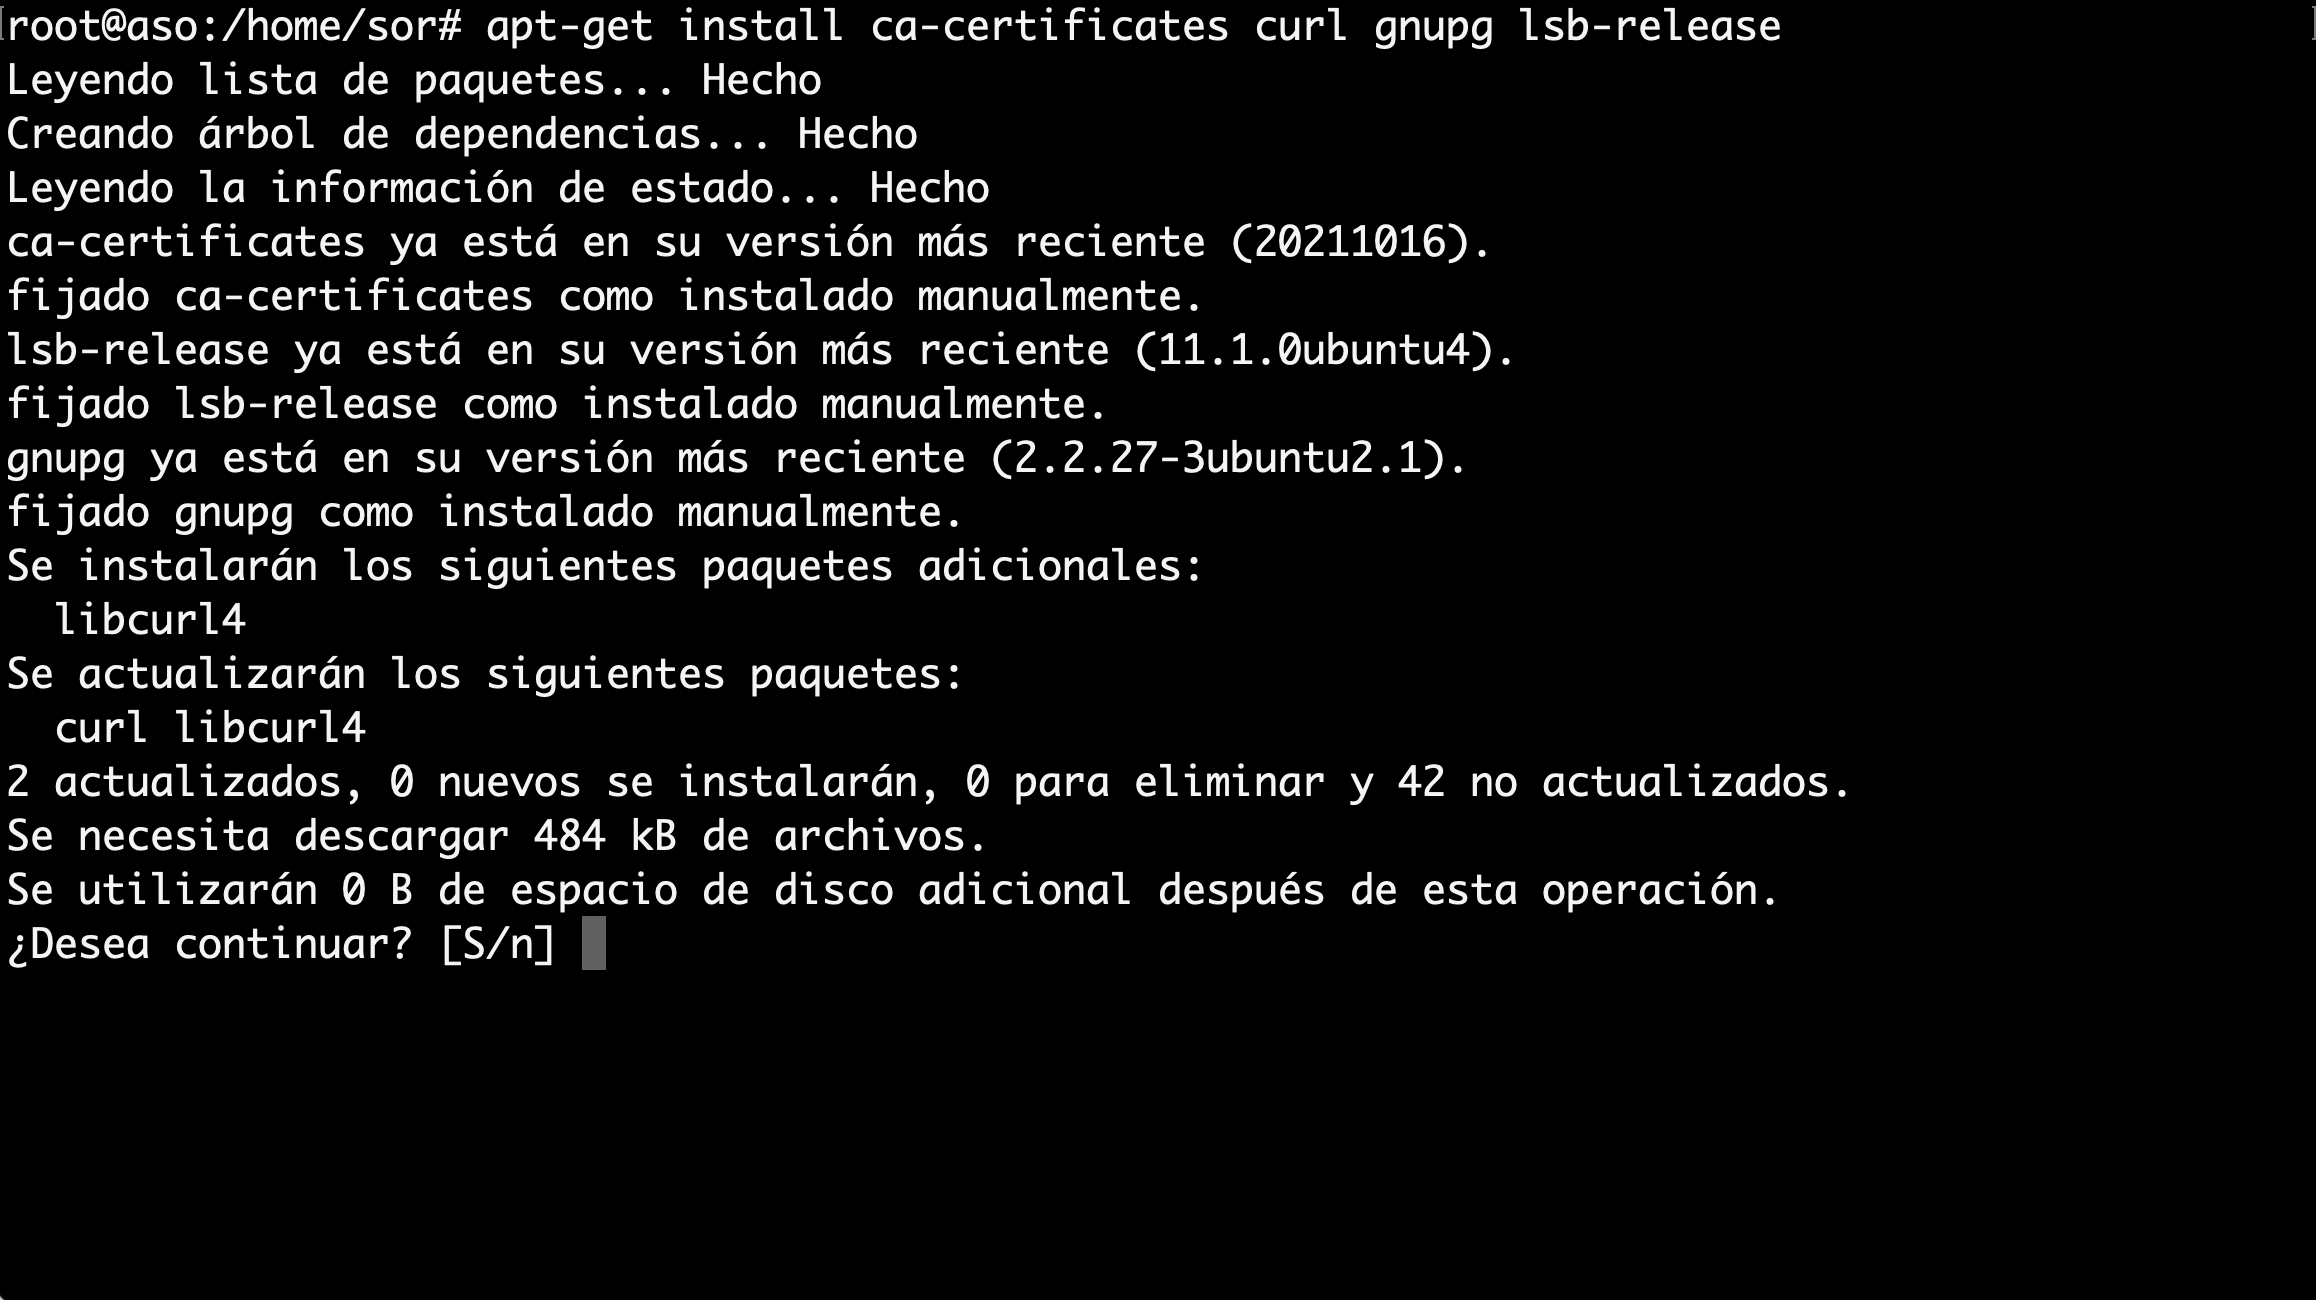 root@aso:/home/sor# apt-get install ca-certificates curl gnupg lsb-release
Leyendo lista de paquetes... Hecho
Creando árbol de dependencias... Hecho
Leyendo la información de estado... Hecho
ca-certificates ya está en su versión más reciente (20211016).
fijado ca-certificates como instalado manualmente.
lsb-release ya está en su versión más reciente (11.1.0ubuntu4).
fijado lsb-release como instalado manualmente.
gnupg ya está en su versión más reciente (2.2.27-3ubuntu2.1).
fijado gnupg como instalado manualmente.
Se instalarán los siguientes paquetes adicionales:
  libcurl4
Se actualizarán los siguientes paquetes:
  curl libcurl4
2 actualizados, 0 nuevos se instalarán, 0 para eliminar y 42 no actualizados.
Se necesita descargar 484 kB de archivos.
Se utilizarán 0 B de espacio de disco adicional después de esta operación.
¿Desea continuar? [S/n]